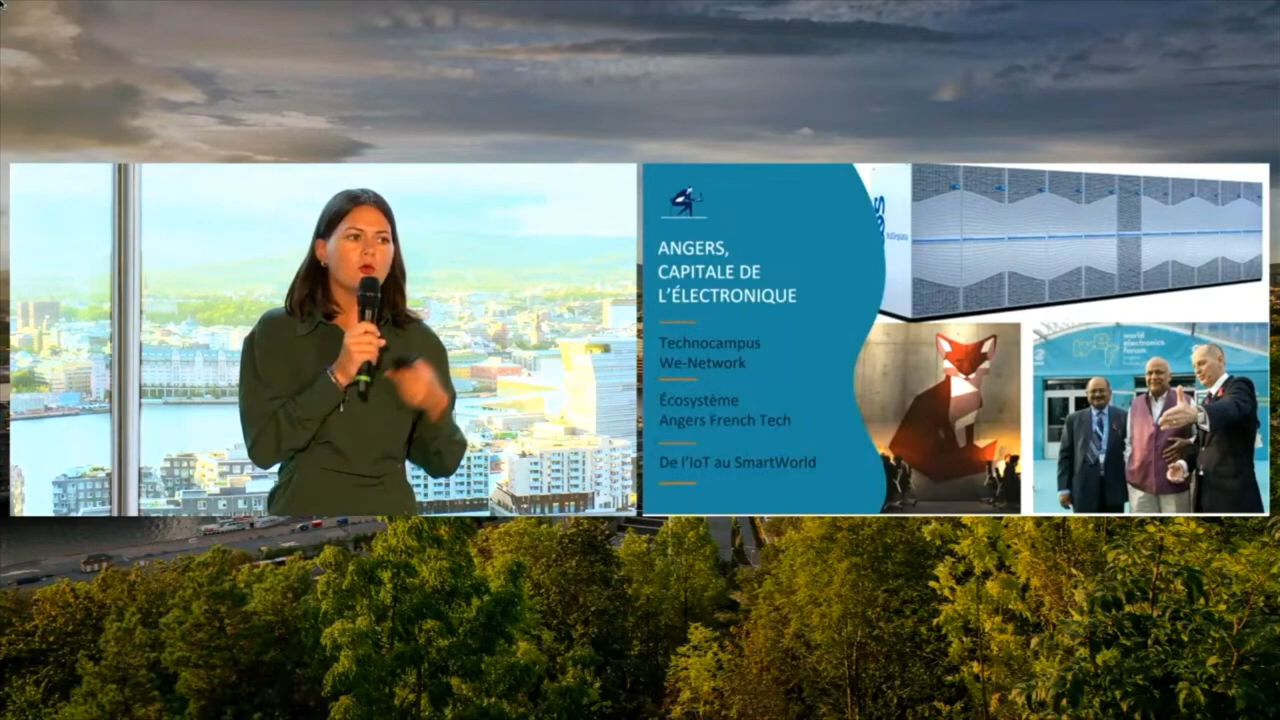 ANGERS,
CAPITALE DE
L'ÉLECTRONIQUE
Technocampus
We-Network
Écosystème
Angers French Tech
De l'IoT au SmartWorld
world
electronics
forum